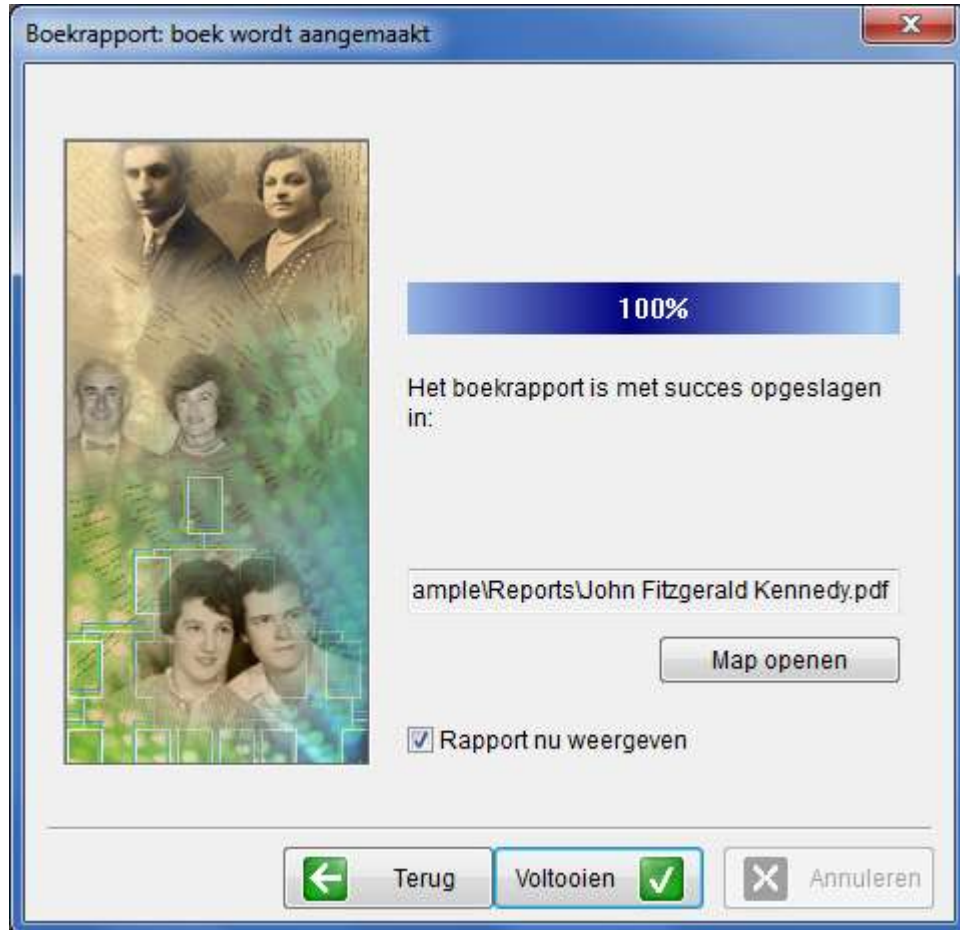 Boekrapport: boek wordt aangemaakt
100%
Het boekrapport is met succes opgeslagen
in:
ample\Reports\John Fitzgerald Kennedy.pdf
Map openen
Rapport nu weergeven
Terug
Voltooien
Annuleren